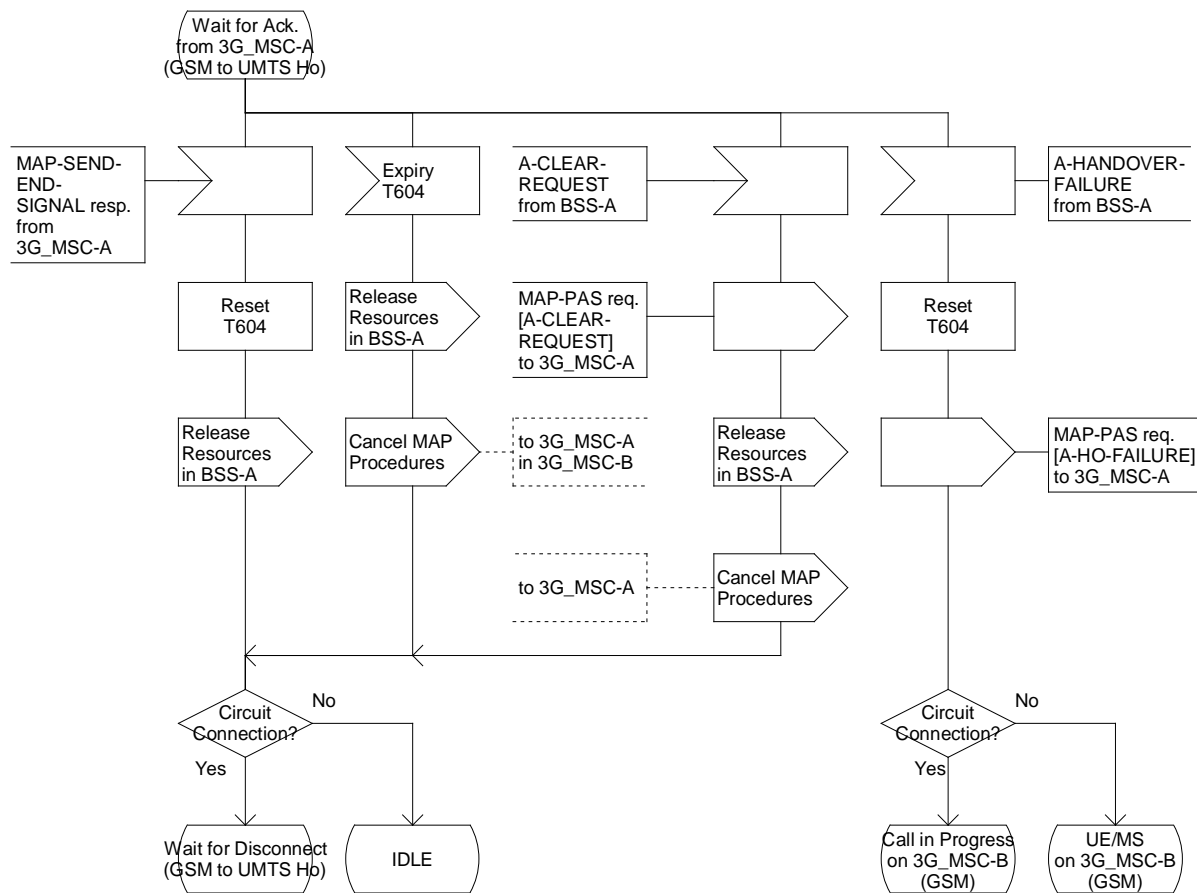 Wait for Ack.
from 3G_MSC-A
(GSM to UMTS Ho)
MAP-SEND-
END-
SIGNAL resp.
from
3G_MSC-A
Expiry
T604
A-CLEAR-
REQUEST
from BSS-A
A-HANDOVER-
FAILURE
from BSS-A
Reset
T604
Release
Resources
in BSS-A
MAP-PAS req.
[A-CLEAR-
REQUEST]
to 3G_MSC-A
Reset
T604
Release
Resources
in BSS-A
Cancel MAP
Procedures
to 3G_MSC-A
in 3G_MSC-B
Release
Resources
in BSS-A
MAP-PAS req.
[A-HO-FAILURE]
to 3G_MSC-A
to 3G_MSC-A
Cancel MAP
Procedures
Circuit
Connection?
No
Yes
Circuit
Connection?
No
Yes
Wait for Disconnect
(GSM to UMTS Ho)
IDLE
Call in Progress
on 3G_MSC-B
(GSM)
UE/MS
on 3G_MSC-B
(GSM)